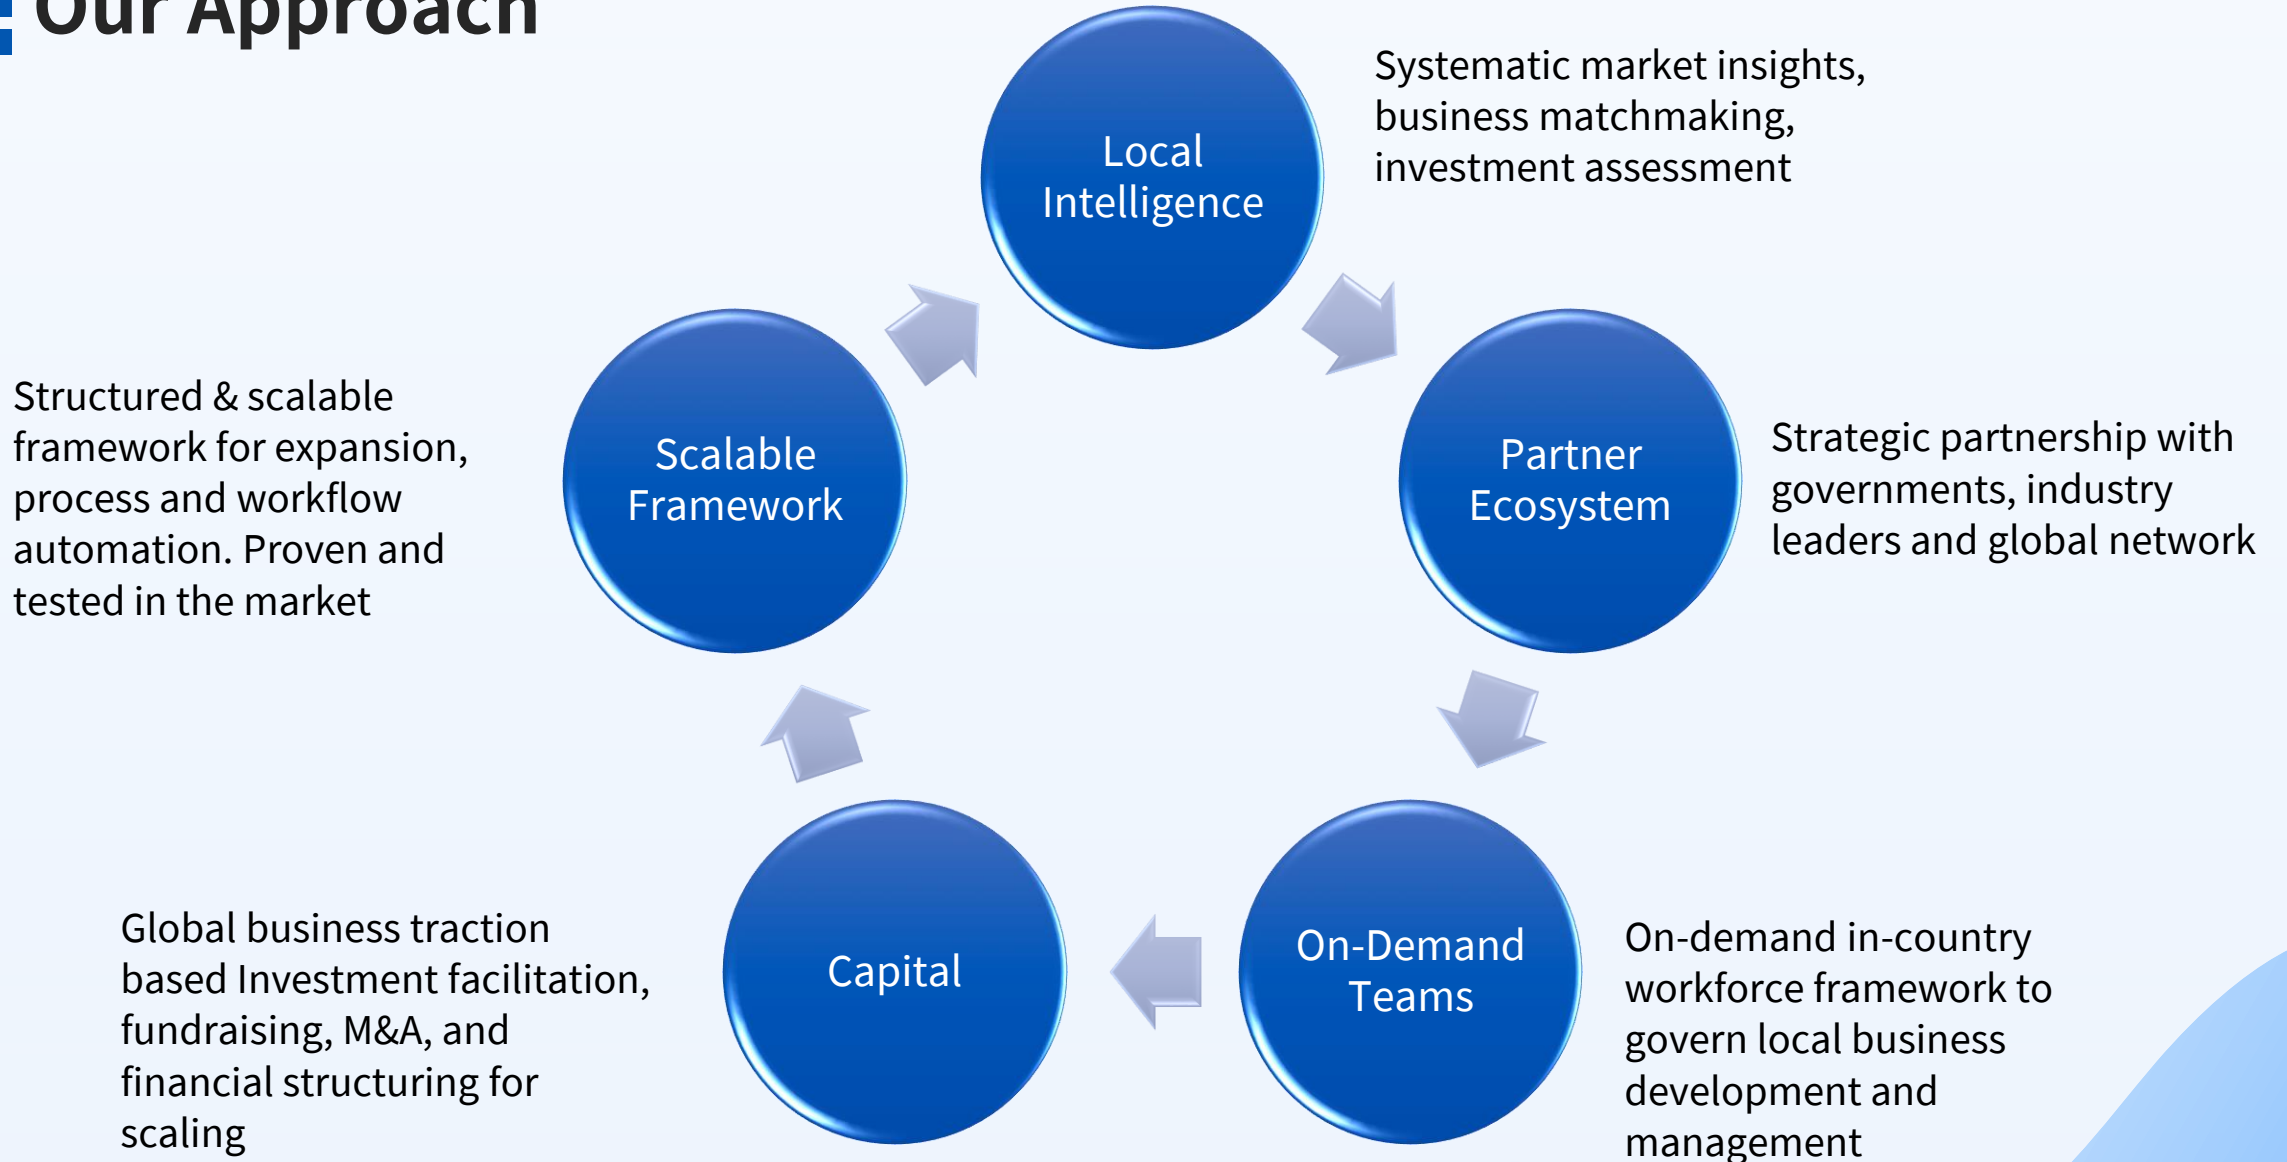 Our Approach
Local
Intelligence
Systematic market insights,
business matchmaking,
investment assessment
Partner
Ecosystem
Strategic partnership with
governments, industry
leaders and global network
On-Demand
Teams
On-demand in-country
workforce framework to
govern local business
development and
management
Capital
Global business traction
based Investment facilitation,
fundraising, M&A, and
financial structuring for
scaling
Scalable
Framework
Structured & scalable
framework for expansion,
process and workflow
automation. Proven and
tested in the market